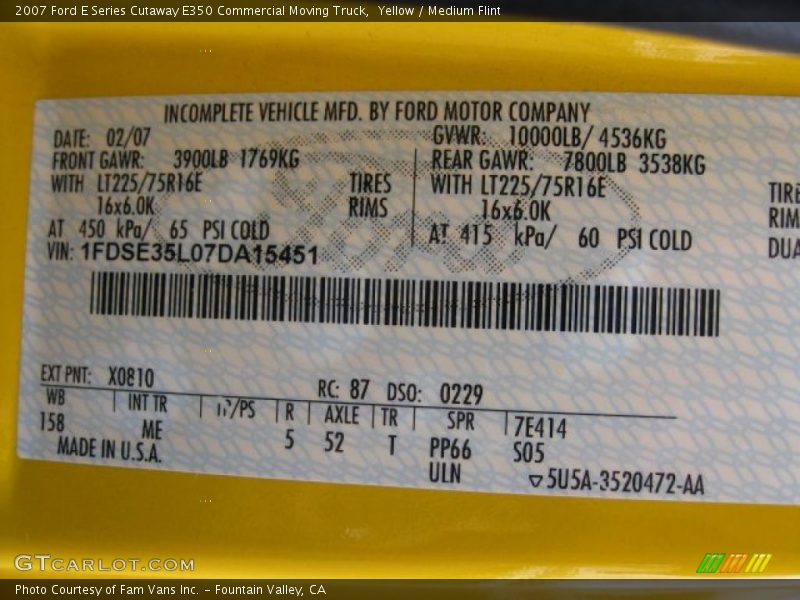 2007 Ford E Series Cutaway E350 Commercial Moving Truck, Yellow / Medium Flint
INCOMPLETE VEHICLE MFD. BY FORD MOTOR COMPANY
DATE: 02/07 GVWR: 10000LB/ 4536KG
FRONT GAWR: 3900LB 1769KG REAR GAWR: 7800LB 3538KG
WITH LT225/75R16E TIRES WITH LT225/75R16E TIRE
16x6.0K RIMS 16x6.0K RIM
AT 450 kPa/ 65 PSI COLD AT 415 kPa/ 60 PSI COLD DUA
VIN: 1FDSE35L07DA15451
EXT PNT: X0810 RC: 87 DSO: 0229
WB INT TR TP/PS R AXLE TR SPR 7E414
158 ME 5 52 T PP66 S05
MADE IN U.S.A. ULN ▽5U5A-3520472-AA
GTCARLOT.COM
Photo Courtesy of Fam Vans Inc. – Fountain Valley, CA